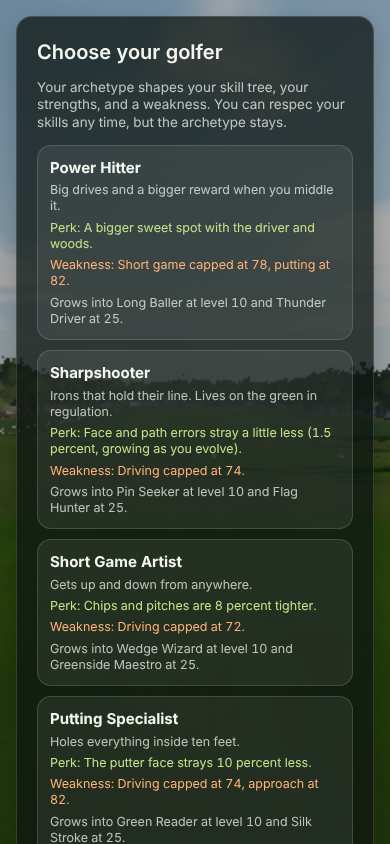 Choose your golfer
Your archetype shapes your skill tree, your
strengths, and a weakness. You can respec your
skills any time, but the archetype stays.
Power Hitter
Big drives and a bigger reward when you middle
it.
Perk: A bigger sweet spot with the driver and
woods.
Weakness: Short game capped at 78, putting at
82.
Grows into Long Baller at level 10 and Thunder
Driver at 25.
Sharpshooter
Irons that hold their line. Lives on the green in
regulation.
Perk: Face and path errors stray a little less (1.5
percent, growing as you evolve).
Weakness: Driving capped at 74.
Grows into Pin Seeker at level 10 and Flag
Hunter at 25.
Short Game Artist
Gets up and down from anywhere.
Perk: Chips and pitches are 8 percent tighter.
Weakness: Driving capped at 72.
Grows into Wedge Wizard at level 10 and
Greenside Maestro at 25.
Putting Specialist
Holes everything inside ten feet.
Perk: The putter face strays 10 percent less.
Weakness: Driving capped at 74, approach at
82.
Grows into Green Reader at level 10 and Silk
Stroke at 25.